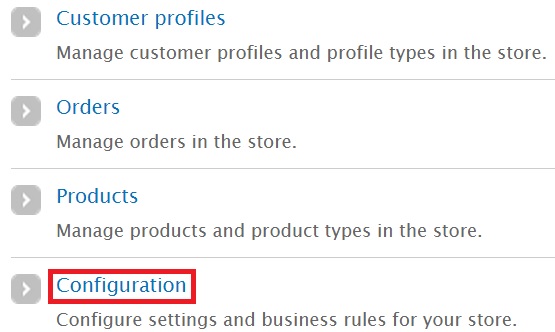 Customer profiles
Manage customer profiles and profile types in the store.
Orders
Manage orders in the store.
Products
Manage products and product types in the store.
Configuration
Configure settings and business rules for your store.